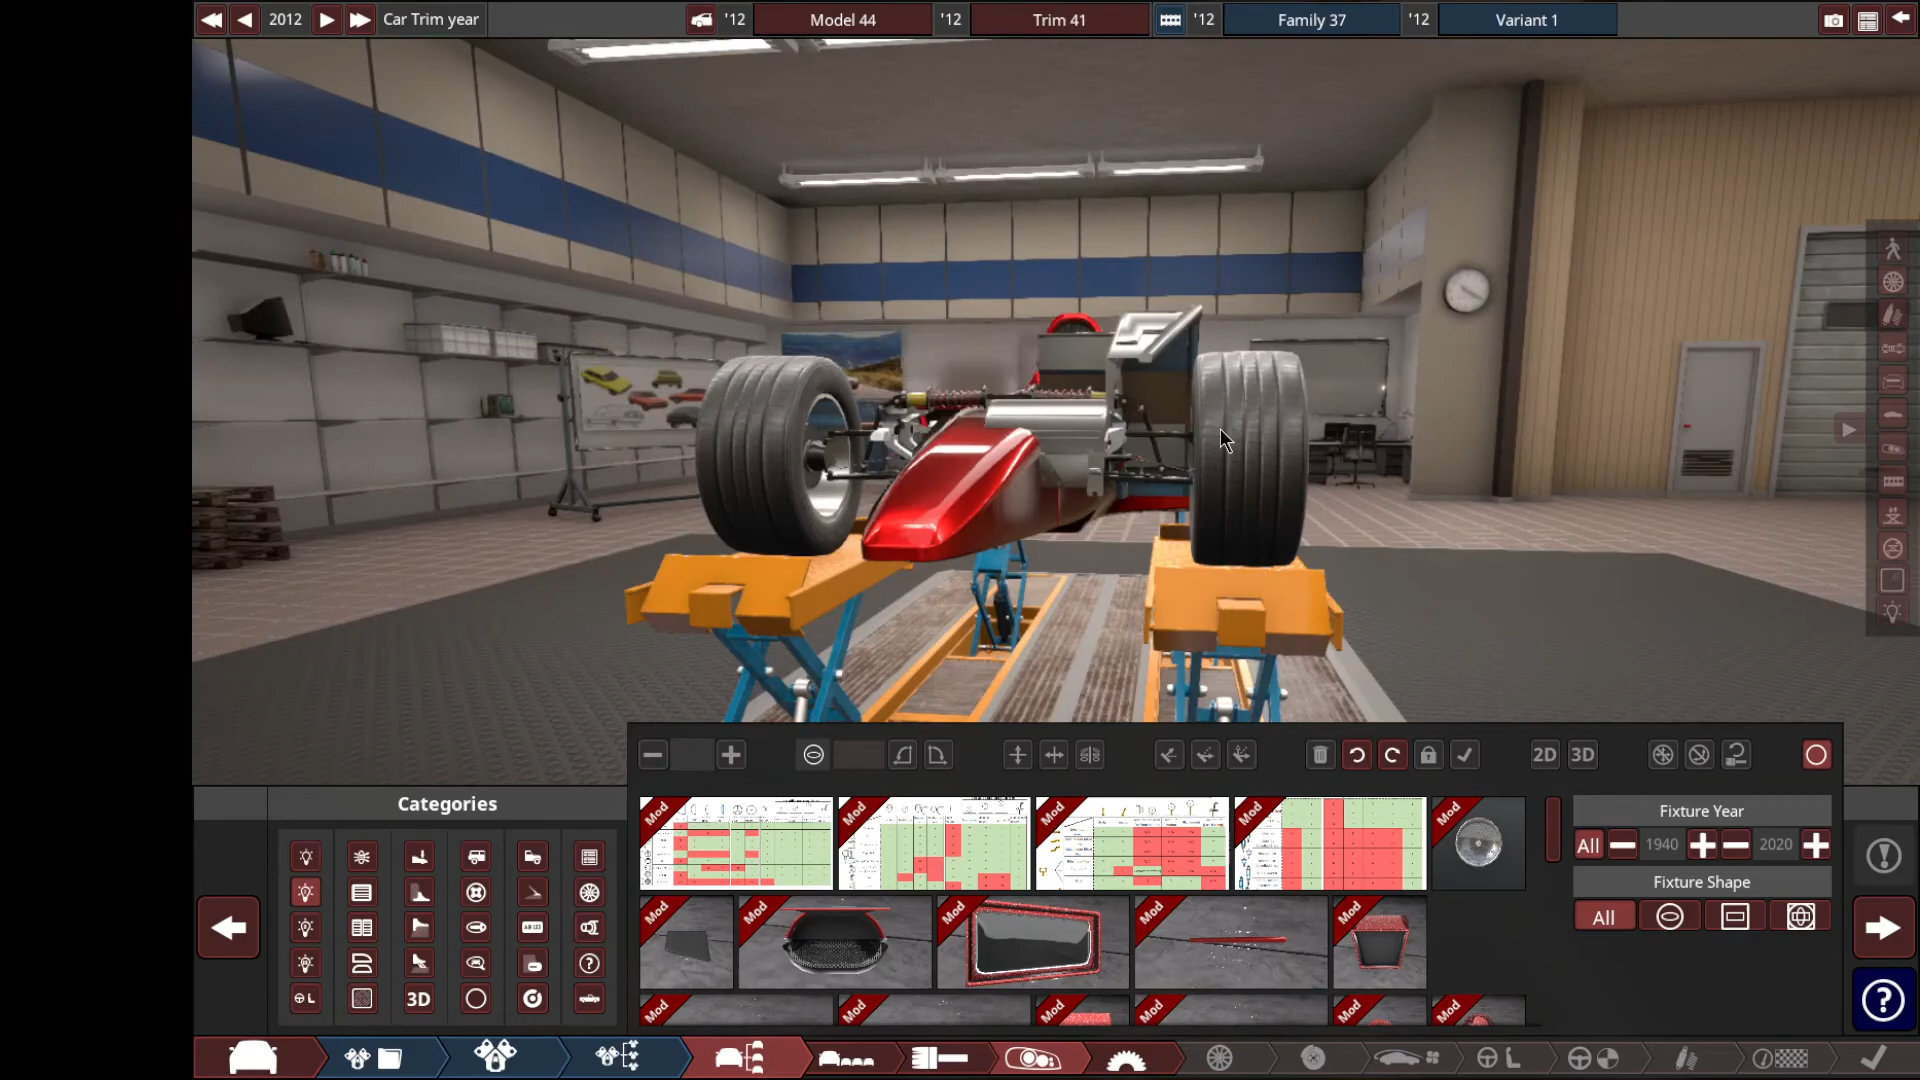 2012
Car Trim year
'12
Model 44
'12
Trim 41
'12
Family 37
'12
Variant 1
2D
3D
Categories
Mod
Mod
Mod
Mod
Mod
Fixture Year
All
1940
2020
Fixture Shape
All
Mod
Mod
Mod
Mod
Mod
L
3D
Mod
Mod
Mod
Mod
Mod
Mod